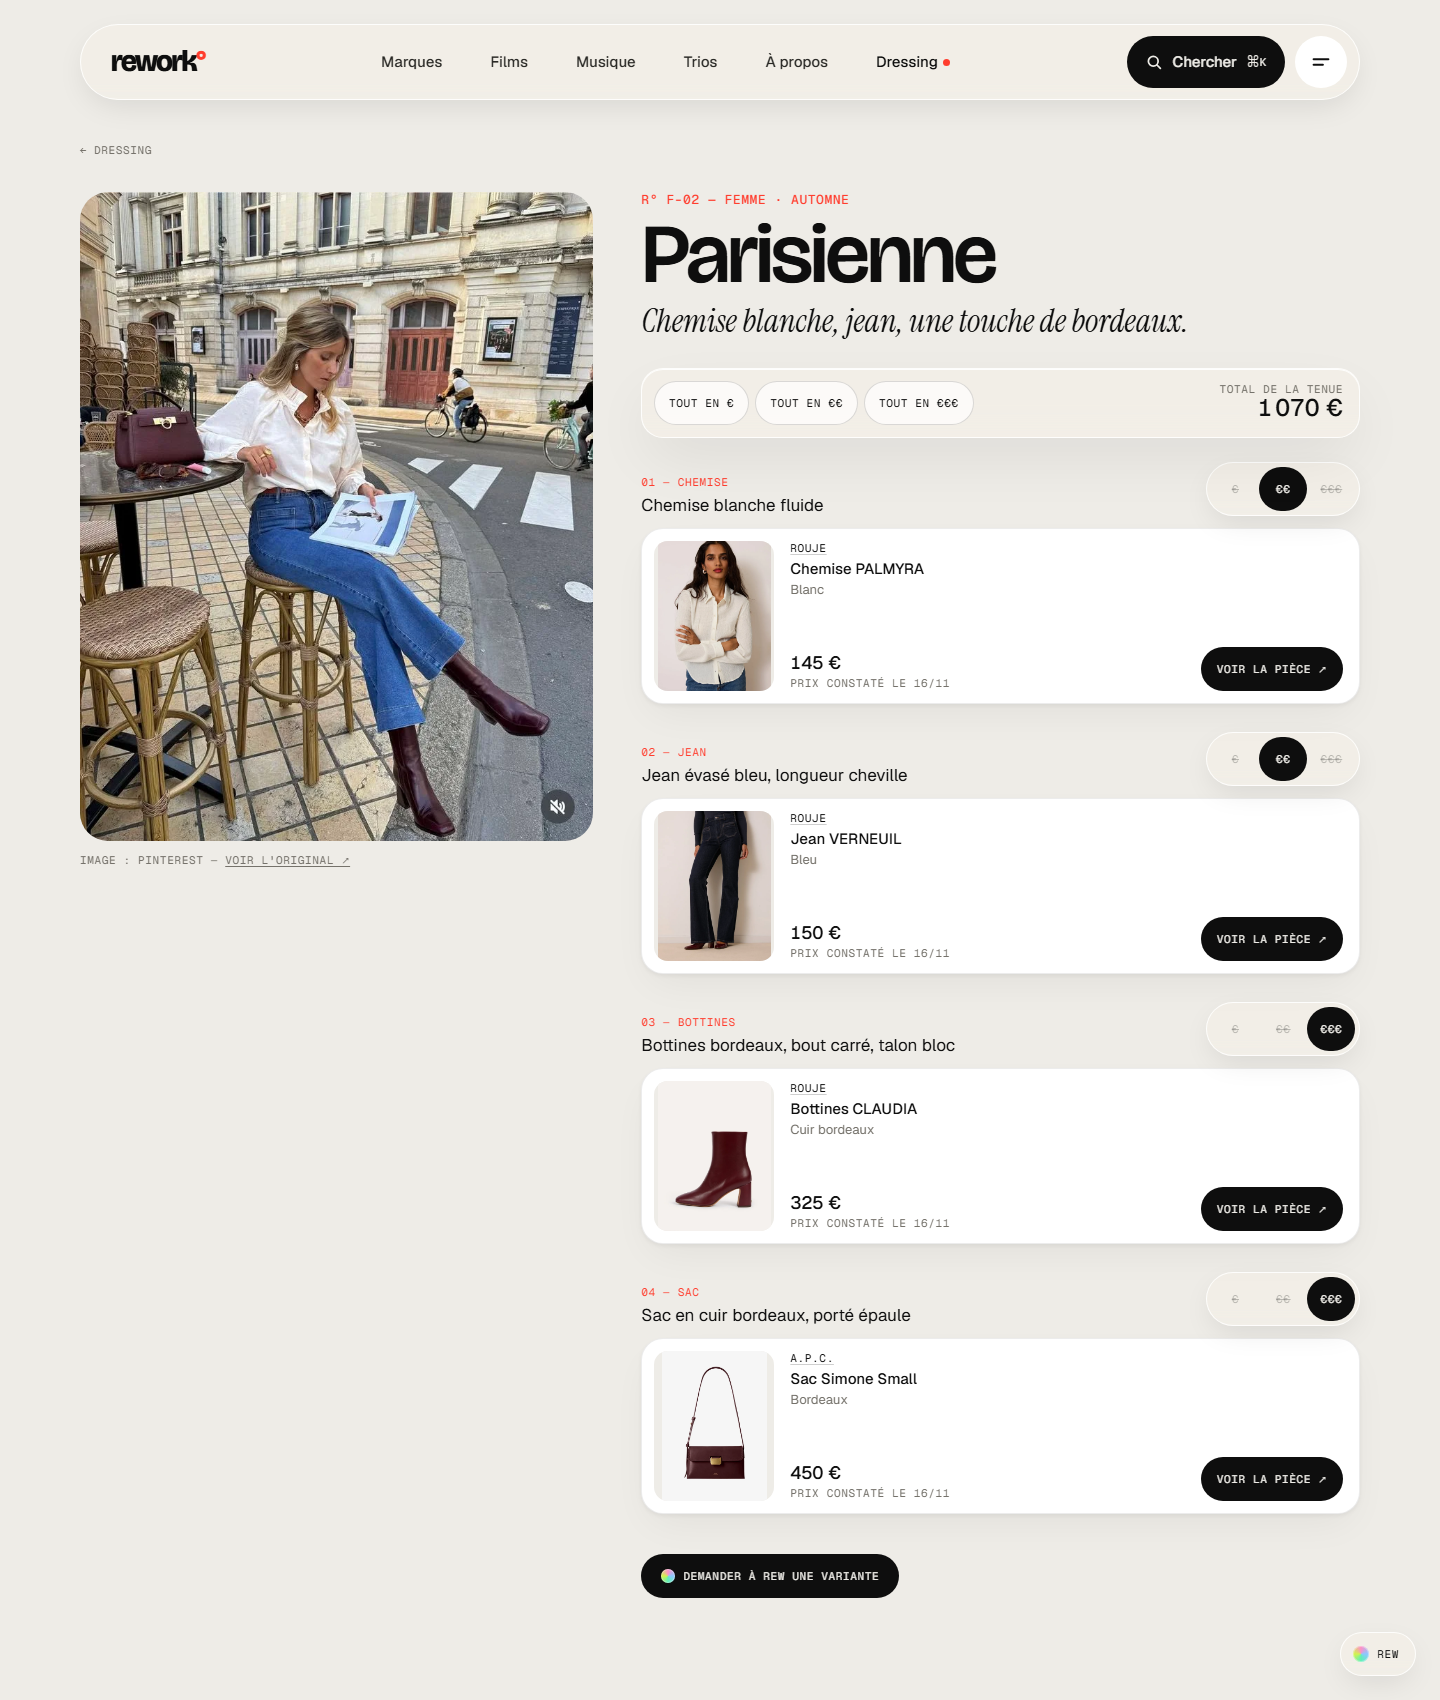 rework°
Marques
Films
Musique
Trios
À propos
Dressing
Chercher ⌘K
← DRESSING
R° F-02 — FEMME · AUTOMNE
Parisienne
Chemise blanche, jean, une touche de bordeaux.
TOUT EN €
TOUT EN €€
TOUT EN €€€
TOTAL DE LA TENUE
1 070 €
01 — CHEMISE
Chemise blanche fluide
€ €€ €€€
ROUJE
Chemise PALMYRA
Blanc
145 €
PRIX CONSTATÉ LE 16/11
VOIR LA PIÈCE ↗
02 — JEAN
Jean évasé bleu, longueur cheville
€ €€ €€€
ROUJE
Jean VERNEUIL
Bleu
150 €
PRIX CONSTATÉ LE 16/11
VOIR LA PIÈCE ↗
IMAGE : PINTEREST — VOIR L'ORIGINAL ↗
03 — BOTTINES
Bottines bordeaux, bout carré, talon bloc
€ €€ €€€
ROUJE
Bottines CLAUDIA
Cuir bordeaux
325 €
PRIX CONSTATÉ LE 16/11
VOIR LA PIÈCE ↗
04 — SAC
Sac en cuir bordeaux, porté épaule
€ €€ €€€
A.P.C.
Sac Simone Small
Bordeaux
450 €
PRIX CONSTATÉ LE 16/11
VOIR LA PIÈCE ↗
DEMANDER À REW UNE VARIANTE
REW